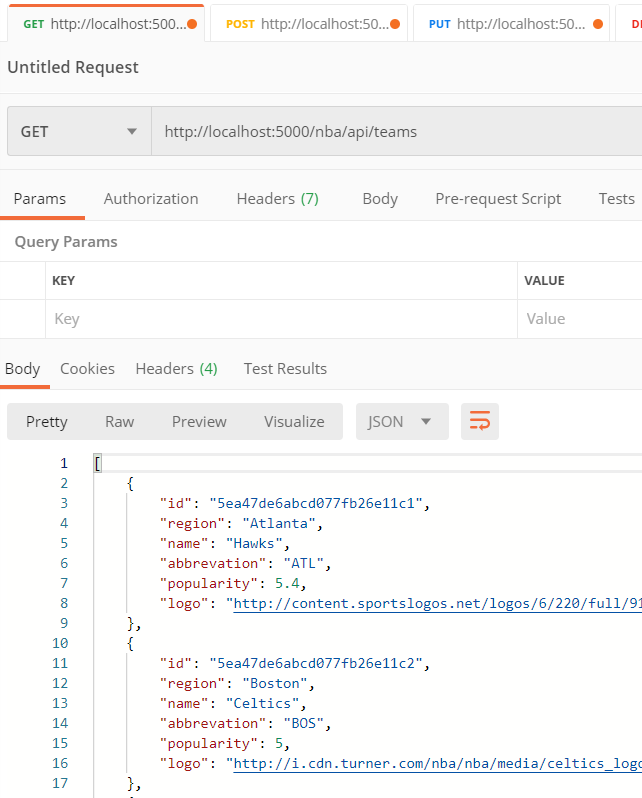 GET http://localhost:500... POST http://localhost:50... PUT http://localhost:50...
Untitled Request
GET http://localhost:5000/nba/api/teams
Params Authorization Headers (7) Body Pre-request Script Tests
Query Params
KEY VALUE
Key Value
Body Cookies Headers (4) Test Results
Pretty Raw Preview Visualize JSON
1 [
2 {
3 "id": "5ea47de6abcd077fb26e11c1",
4 "region": "Atlanta",
5 "name": "Hawks",
6 "abbrevation": "ATL",
7 "popularity": 5.4,
8 "logo": "http://content.sportslogos.net/logos/6/220/full/91
9 },
10 {
11 "id": "5ea47de6abcd077fb26e11c2",
12 "region": "Boston",
13 "name": "Celtics",
14 "abbrevation": "BOS",
15 "popularity": 5,
16 "logo": "http://i.cdn.turner.com/nba/nba/media/celtics_logo
17 },